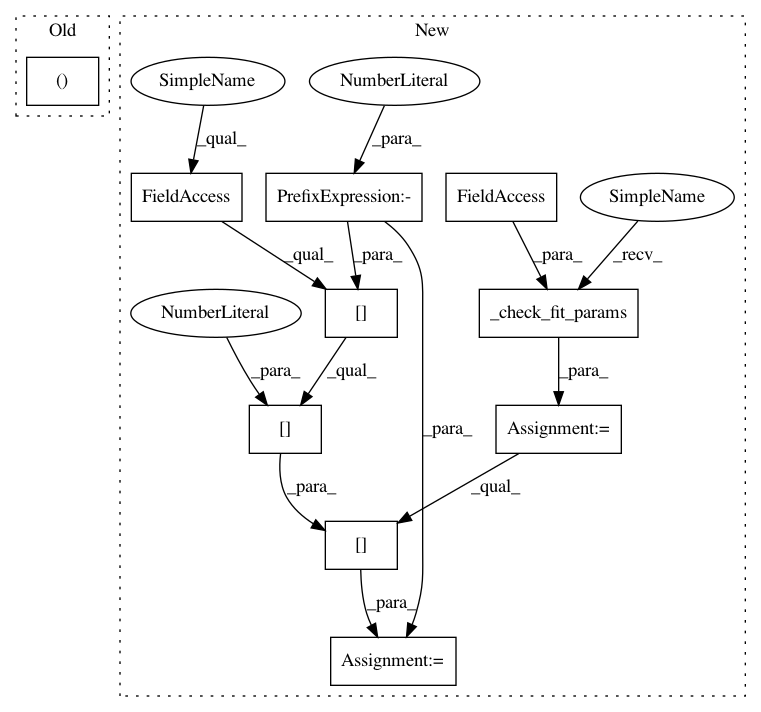 Old
New
()
SimpleName
NumberLiteral
_qual_
_para_
FieldAccess
PrefixExpression:-
FieldAccess
SimpleName
_qual_
_para_
_para_
_recv_
NumberLiteral
[]
_check_fit_params
_para_
_qual_
_para_
[]
_para_
Assignment:=
_para_
_qual_
[]
_para_
Assignment:=